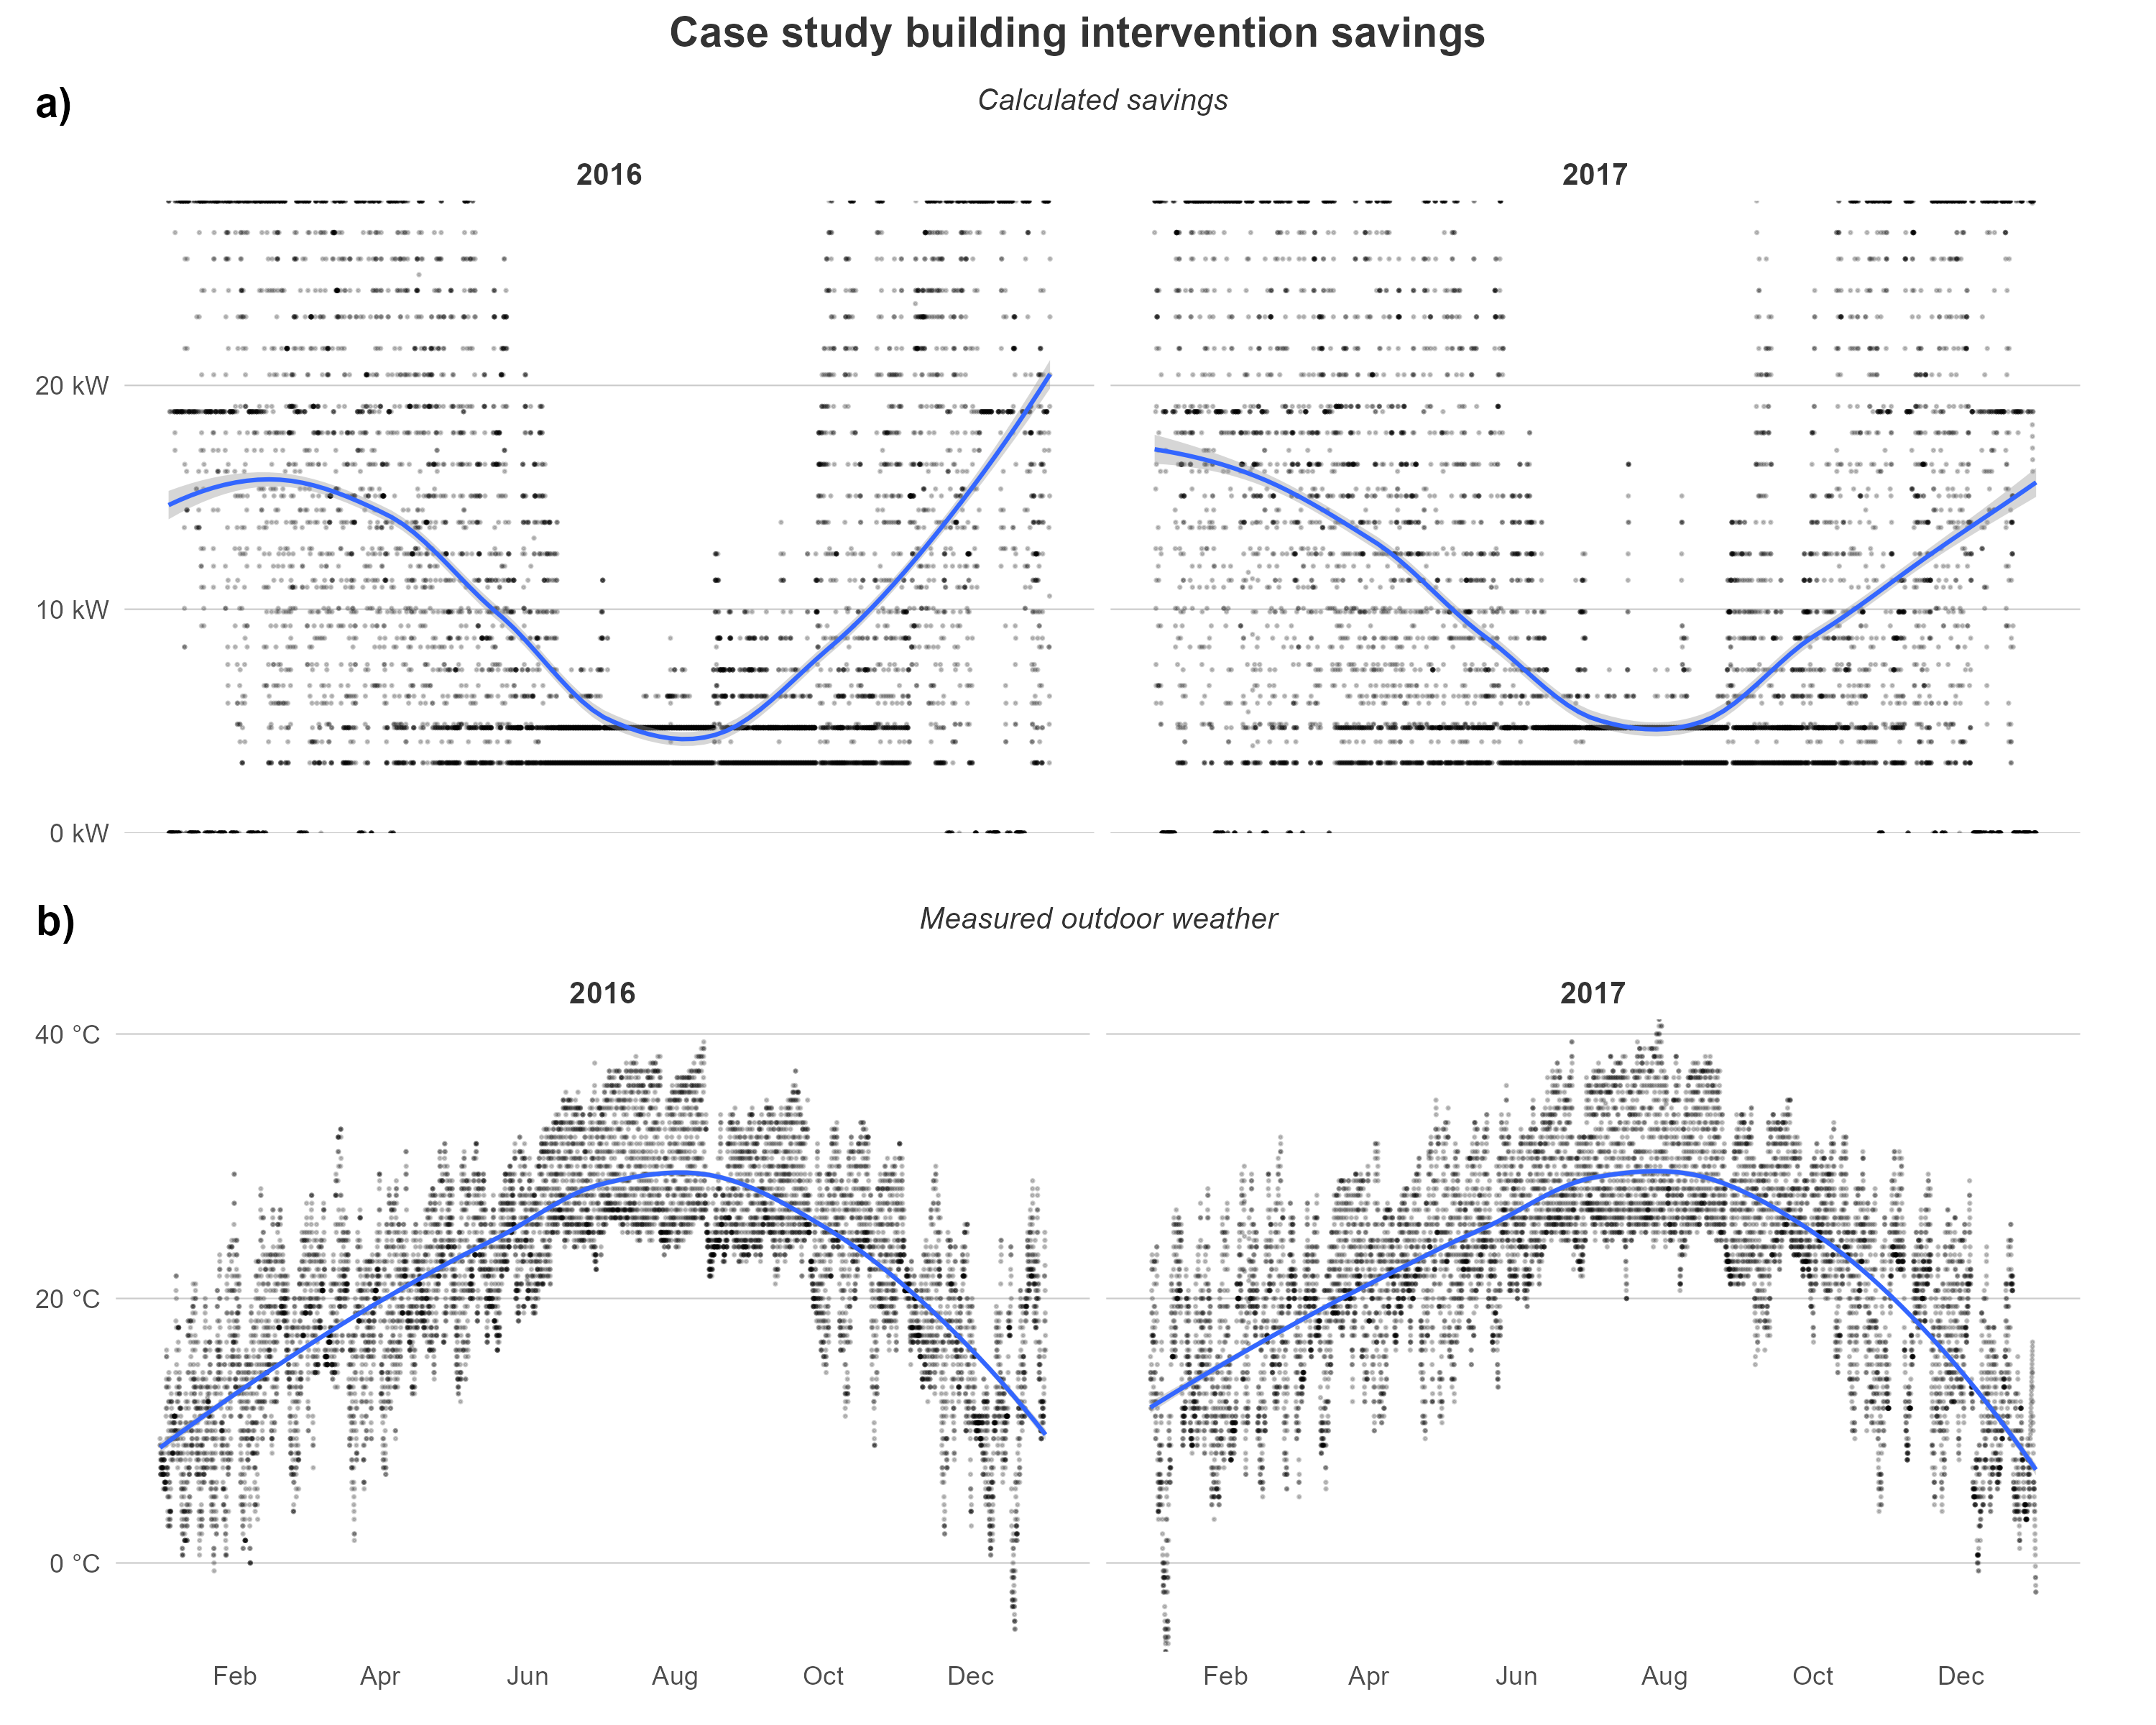 Case study building intervention savings
a)
Calculated savings
2016 2017
20 kW
10 kW
0 kW
b)
Measured outdoor weather
2016 2017
40 °C
20 °C
0 °C
Feb Apr Jun Aug Oct Dec Feb Apr Jun Aug Oct Dec